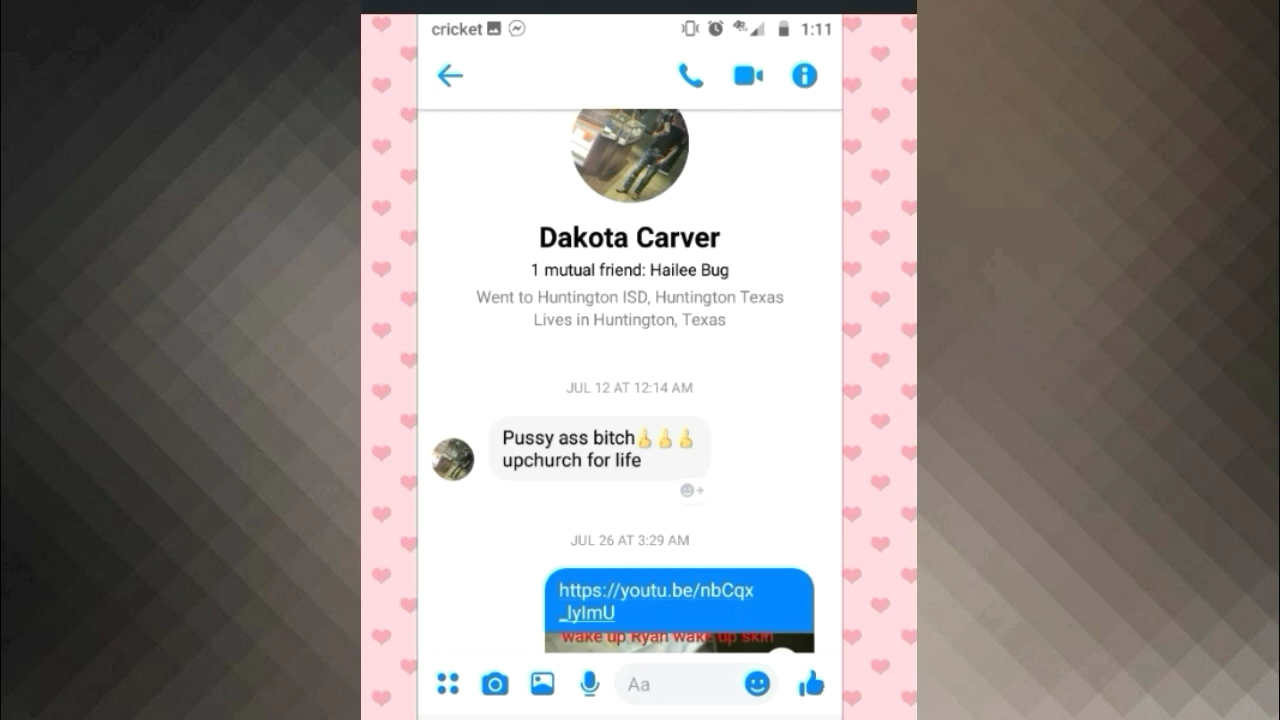 cricket 1:11
Dakota Carver
1 mutual friend: Hailee Bug
Went to Huntington ISD, Huntington Texas
Lives in Huntington, Texas
JUL 12 AT 12:14 AM
Pussy ass bitch👍👍👍
upchurch for life
JUL 26 AT 3:29 AM
https://youtu.be/nbCqx
_lylmU
wake up Ryan wake up skin
Aa